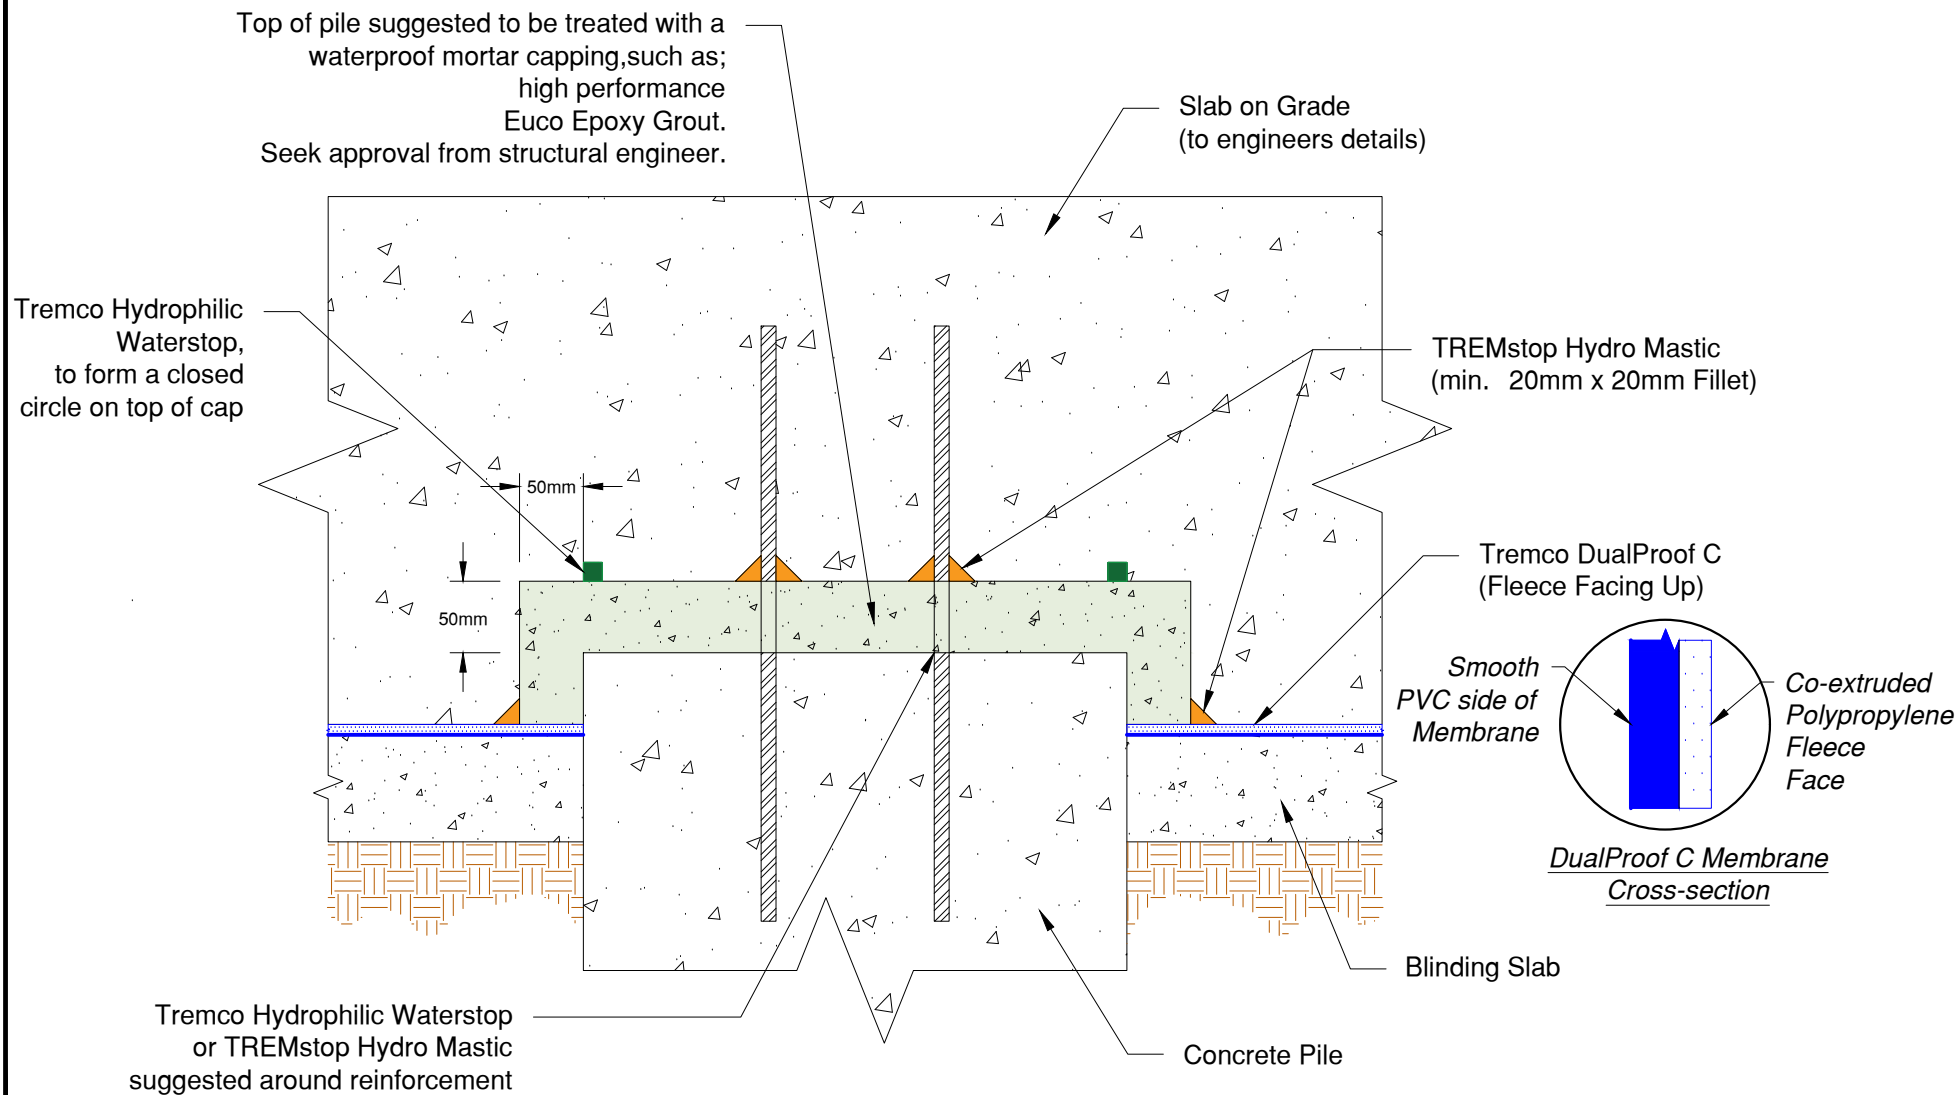 Top of pile suggested to be treated with a
waterproof mortar capping,such as;
high performance
Euco Epoxy Grout.
Seek approval from structural engineer.
Slab on Grade
(to engineers details)
Tremco Hydrophilic
Waterstop,
to form a closed
circle on top of cap
TREMstop Hydro Mastic
(min. 20mm x 20mm Fillet)
50mm
50mm
Tremco DualProof C
(Fleece Facing Up)
Smooth
PVC side of
Membrane
Co-extruded
Polypropylene
Fleece
Face
DualProof C Membrane
Cross-section
Blinding Slab
Concrete Pile
Tremco Hydrophilic Waterstop
or TREMstop Hydro Mastic
suggested around reinforcement